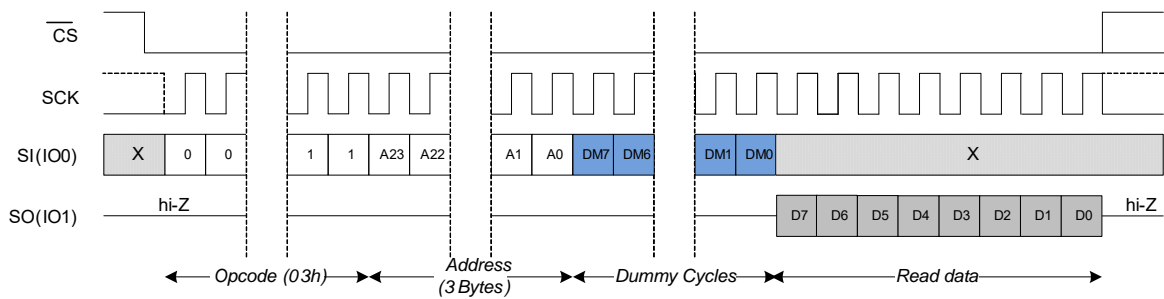 CS
SCK
SI(IO0) X 0 0 1 1 A23 A22 A1 A0 DM7 DM6 DM1 DM0 X
SO(IO1) hi-Z D7 D6 D5 D4 D3 D2 D1 D0 hi-Z
Opcode (03h) Address (3 Bytes) Dummy Cycles Read data